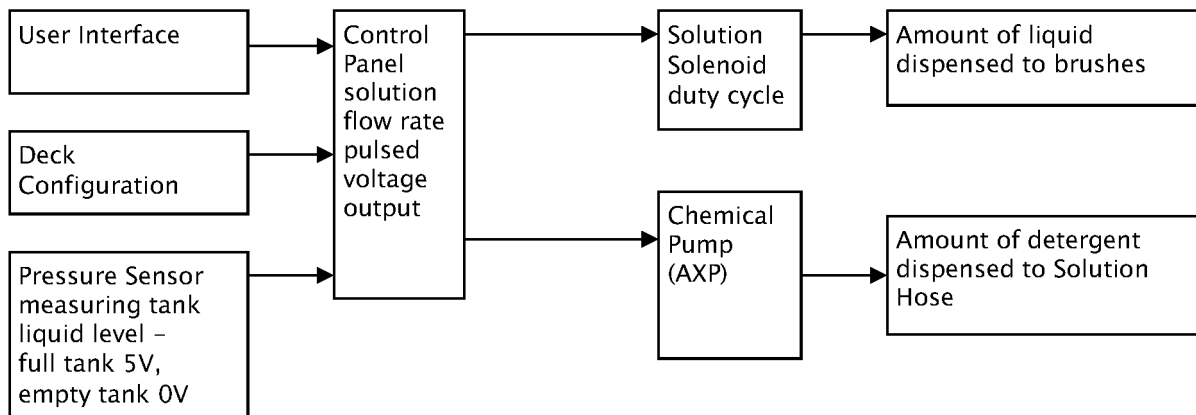 User Interface
Deck
Configuration
Pressure Sensor
measuring tank
liquid level –
full tank 5V,
empty tank 0V
Control
Panel
solution
flow rate
pulsed
voltage
output
Solution
Solenoid
duty cycle
Chemical
Pump
(AXP)
Amount of liquid
dispensed to brushes
Amount of detergent
dispensed to Solution
Hose